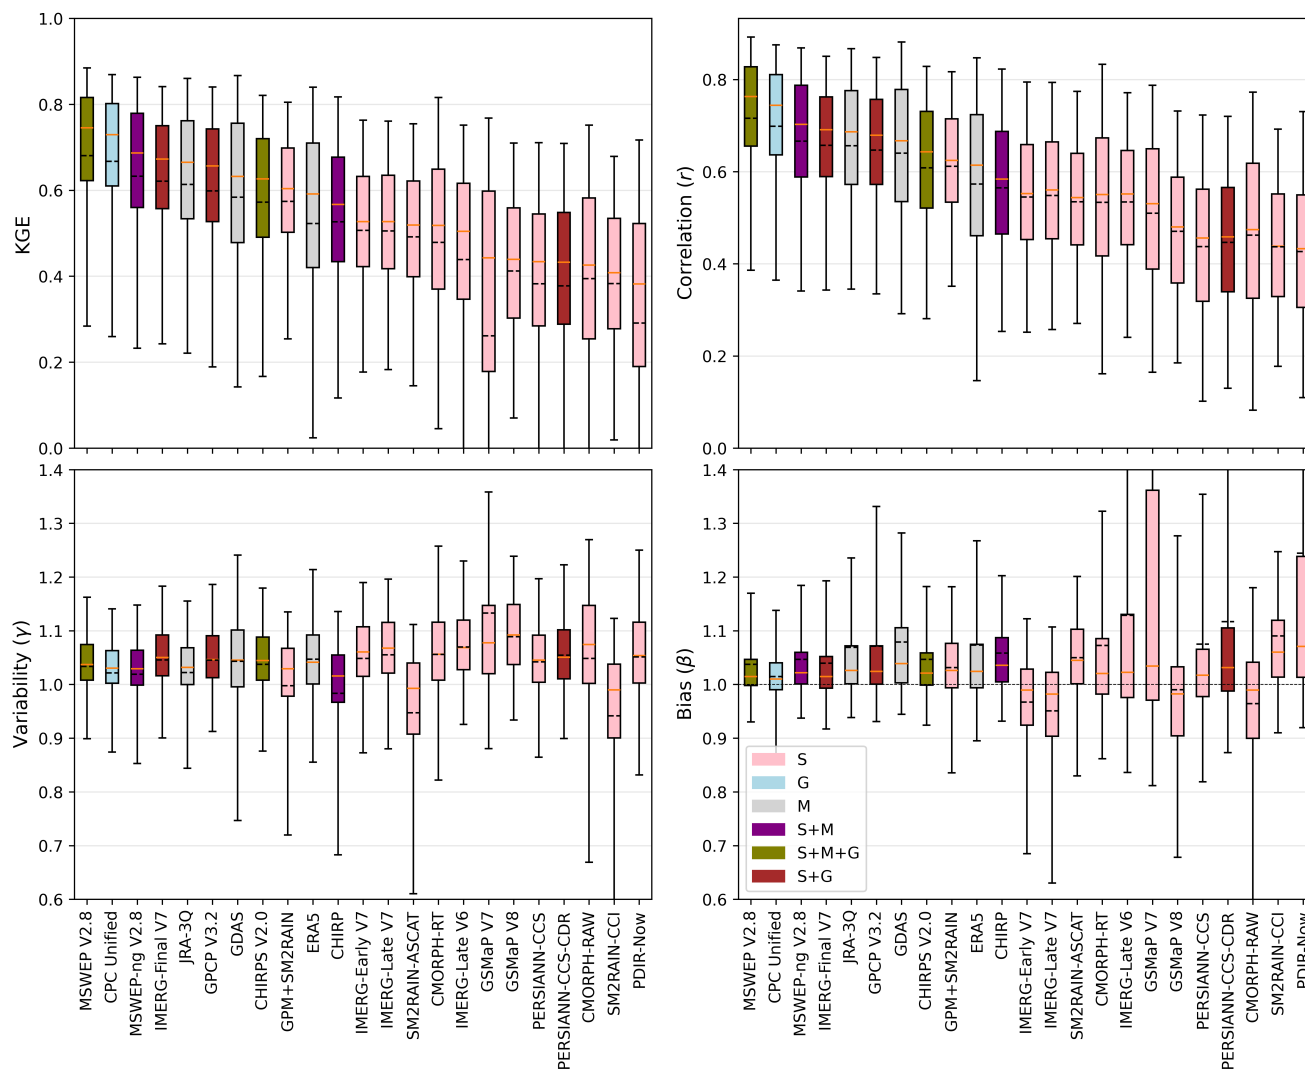 1.0
0.8
0.6
0.4
0.2
0.0
KGE
0.8
0.6
0.4
0.2
0.0
Correlation (r)
1.4
1.3
1.2
1.1
1.0
0.9
0.8
0.7
0.6
Variability (γ)
1.4
1.3
1.2
1.1
1.0
0.9
0.8
0.7
0.6
Bias (β)
S
G
M
S+M
S+M+G
S+G
MSWEP V2.8
CPC Unified
MSWEP-ng V2.8
IMERG-Final V7
JRA-3Q
GPCP V3.2
GDAS
CHIRPS V2.0
GPM+SM2RAIN
ERA5
CHIRP
IMERG-Early V7
IMERG-Late V7
SM2RAIN-ASCAT
CMORPH-RT
IMERG-Late V6
GSMaP V7
GSMaP V8
PERSIANN-CCS
PERSIANN-CCS-CDR
CMORPH-RAW
SM2RAIN-CCI
PDIR-Now
MSWEP V2.8
CPC Unified
MSWEP-ng V2.8
IMERG-Final V7
JRA-3Q
GPCP V3.2
GDAS
CHIRPS V2.0
GPM+SM2RAIN
ERA5
CHIRP
IMERG-Early V7
IMERG-Late V7
SM2RAIN-ASCAT
CMORPH-RT
IMERG-Late V6
GSMaP V7
GSMaP V8
PERSIANN-CCS
PERSIANN-CCS-CDR
CMORPH-RAW
SM2RAIN-CCI
PDIR-Now